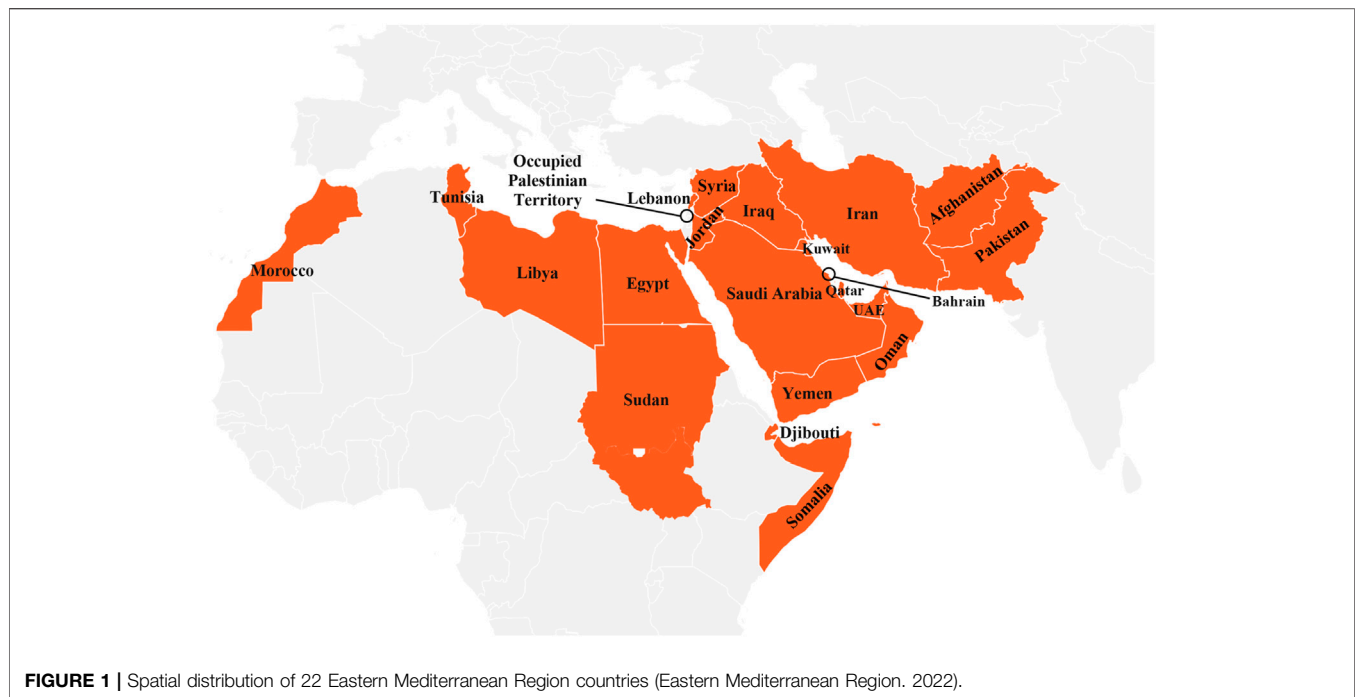 Occupied
Palestinian
Territory
Lebanon
Syria
Tunisia
Jordan
Iraq
Iran
Afghanistan
Pakistan
Morocco
Libya
Egypt
Kuwait
Saudi Arabia
Qatar
Bahrain
UAE
Oman
Sudan
Yemen
Djibouti
Somalia
FIGURE 1 | Spatial distribution of 22 Eastern Mediterranean Region countries (Eastern Mediterranean Region. 2022).